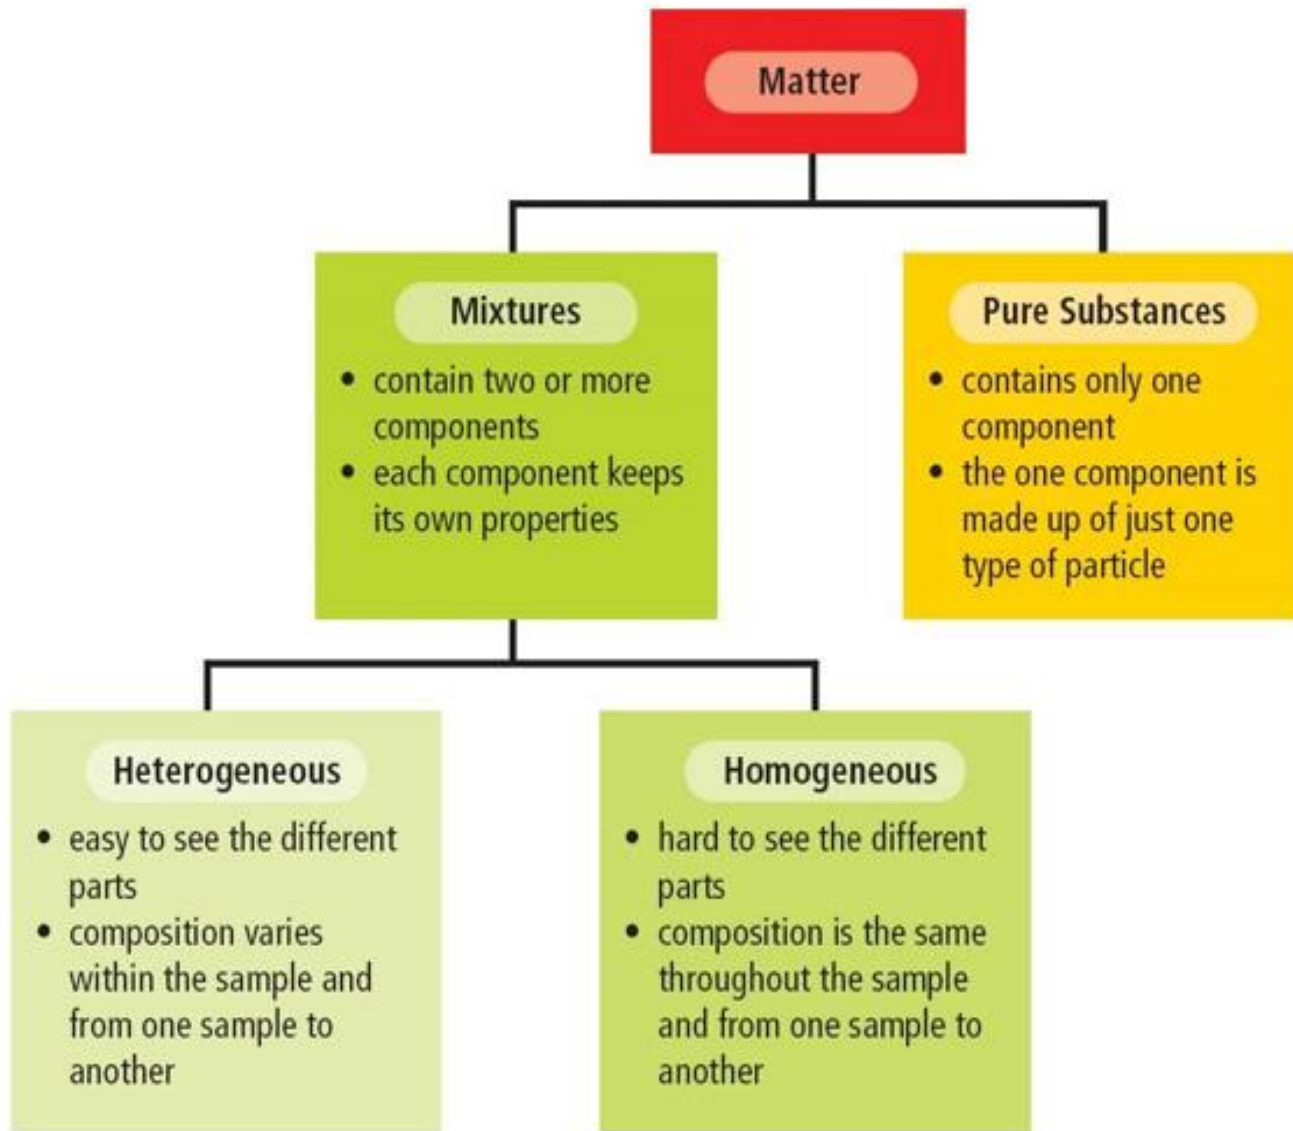 Matter
Mixtures
• contain two or more
components
• each component keeps
its own properties
Pure Substances
• contains only one
component
• the one component is
made up of just one
type of particle
Heterogeneous
• easy to see the different
parts
• composition varies
within the sample and
from one sample to
another
Homogeneous
• hard to see the different
parts
• composition is the same
throughout the sample
and from one sample to
another